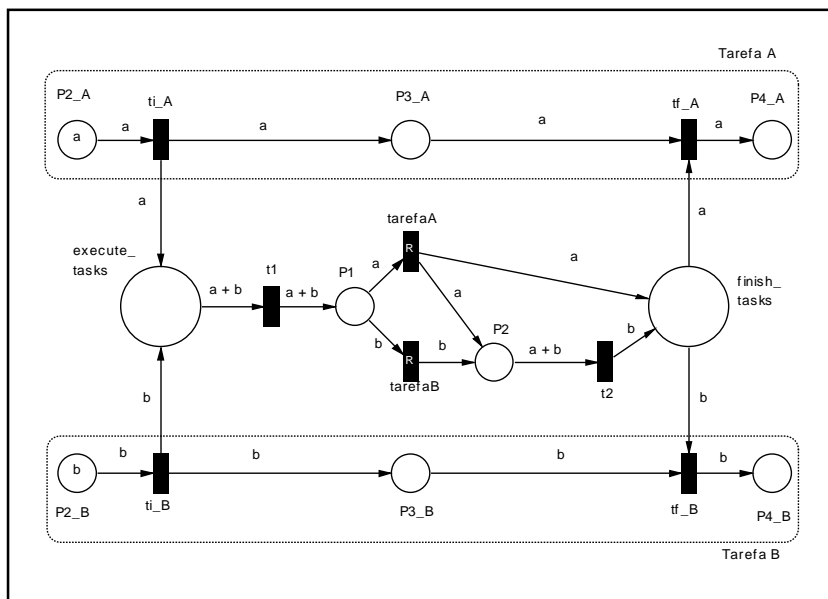 Tarefa A
P2_A
ti_A
P3_A
tf_A
P4_A
a
a
a
a
a
a
a
execute_
tasks
t1
a + b
a + b
P1
a
b
tarefaA
R
a
a
R
tarefaB
b
P2
a + b
t2
b
finish_
tasks
b
b
b
b
b
b
b
P2_B
ti_B
P3_B
tf_B
P4_B
Tarefa B